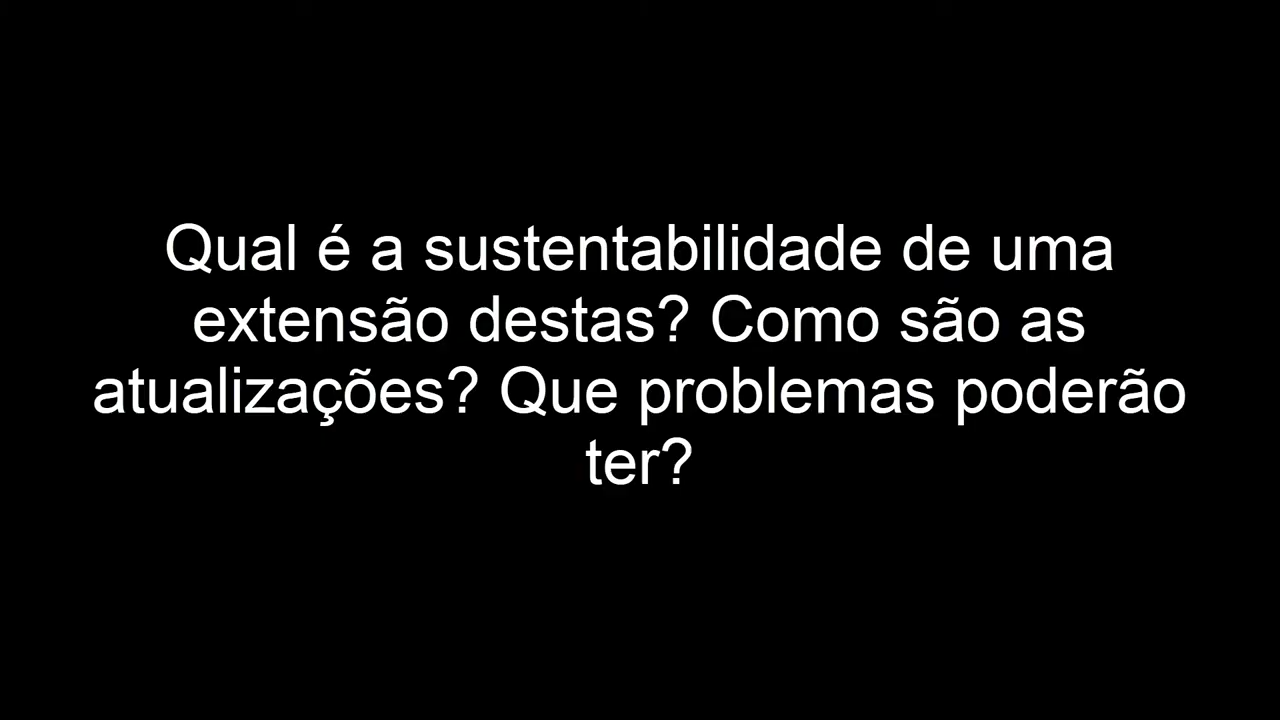 Qual é a sustentabilidade de uma
extensão destas? Como são as
atualizações? Que problemas poderão
ter?